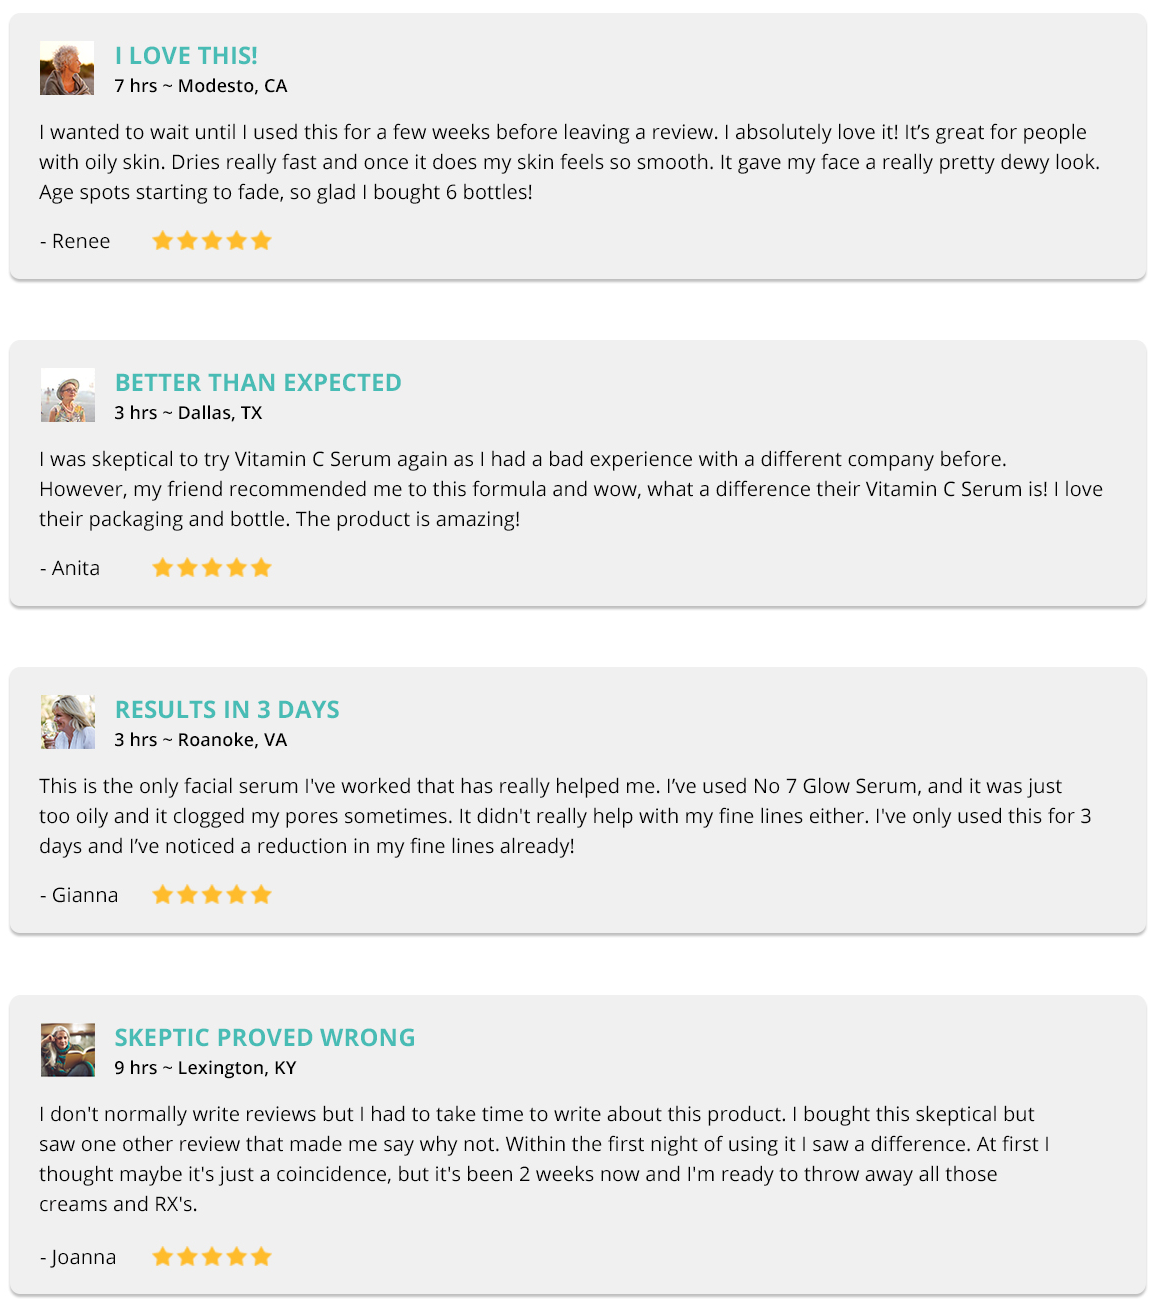 I LOVE THIS!
7 hrs ~ Modesto, CA
I wanted to wait until I used this for a few weeks before leaving a review. I absolutely love it! It’s great for people
with oily skin. Dries really fast and once it does my skin feels so smooth. It gave my face a really pretty dewy look.
Age spots starting to fade, so glad I bought 6 bottles!
- Renee
BETTER THAN EXPECTED
3 hrs ~ Dallas, TX
I was skeptical to try Vitamin C Serum again as I had a bad experience with a different company before.
However, my friend recommended me to this formula and wow, what a difference their Vitamin C Serum is! I love
their packaging and bottle. The product is amazing!
- Anita
RESULTS IN 3 DAYS
3 hrs ~ Roanoke, VA
This is the only facial serum I've worked that has really helped me. I’ve used No 7 Glow Serum, and it was just
too oily and it clogged my pores sometimes. It didn't really help with my fine lines either. I've only used this for 3
days and I’ve noticed a reduction in my fine lines already!
- Gianna
SKEPTIC PROVED WRONG
9 hrs ~ Lexington, KY
I don't normally write reviews but I had to take time to write about this product. I bought this skeptical but
saw one other review that made me say why not. Within the first night of using it I saw a difference. At first I
thought maybe it's just a coincidence, but it's been 2 weeks now and I'm ready to throw away all those
creams and RX's.
- Joanna